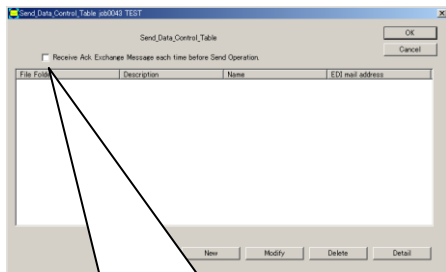 Send_Data_Control_Table job0043 TEST
Send_Data_Control_Table
OK
Cancel
Receive Ack Exchange Message each time before Send Operation.
File Folder Description Name EDI mail address
New Modify Delete Detail